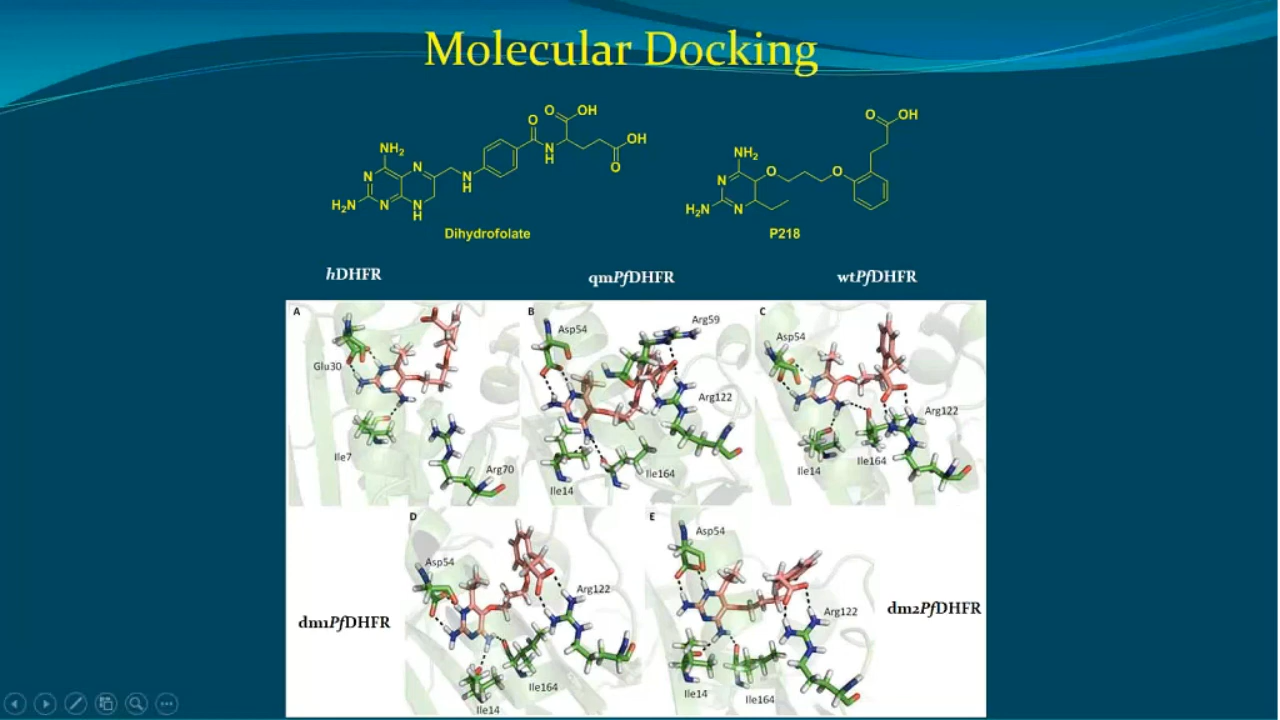 Molecular Docking
NH2
N
N
H2N
N
N
H
N
H
O
N
H
O
OH
OH
O
Dihydrofolate
NH2
N
H2N
N
O
O
O
OH
P218
hDHFR
qmPfDHFR
wtPfDHFR
A
Glu30
Ile7
Arg70
B
Asp54
Arg59
Arg122
Ile14
Ile164
C
Asp54
Arg122
Ile14
Ile164
dm1PfDHFR
D
Asp54
Arg122
Ile164
Ile14
E
Asp54
Arg122
Ile14
Ile164
dm2PfDHFR